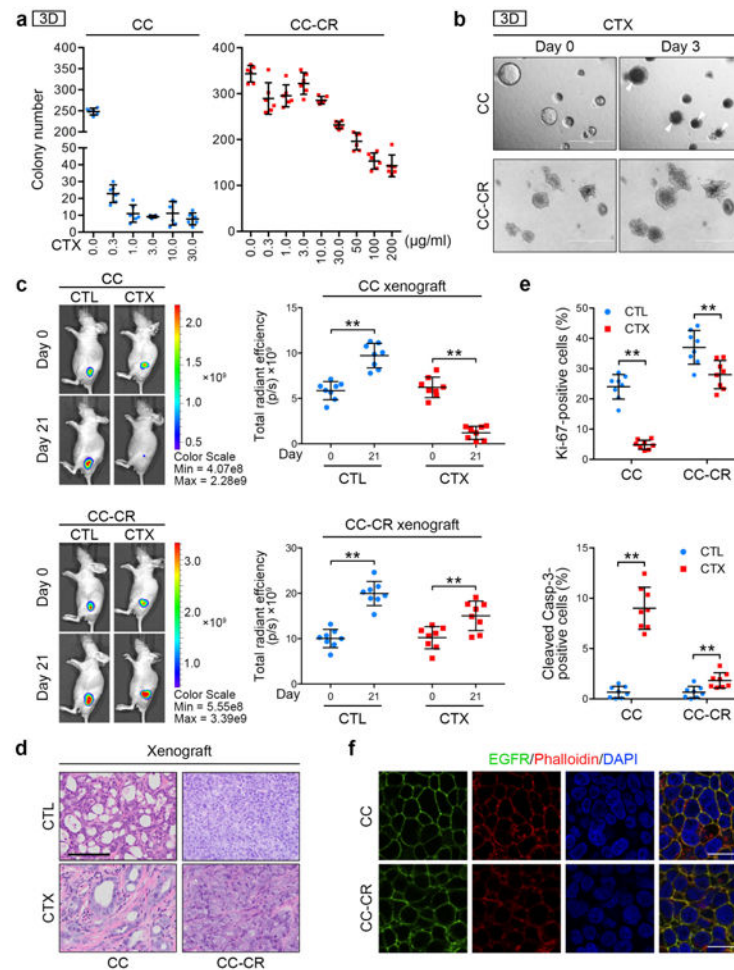 a 3D CC CC-CR
Colony number
400
350
300
250
200
50
40
30
20
10
0
CTX 0.0 0.3 1.0 3.0 10.0 30.0
400
300
200
100
0
0.0 0.3 1.0 3.0 10.0 30.0 50 100 200 (μg/ml)
b 3D CTX
Day 0 Day 3
CC
CC-CR
c CC
CTL CTX
Day 0
Day 21
2.0
1.5
×10⁹
1.0
0.5
Color Scale
Min = 4.07e8
Max = 2.28e9
CC xenograft
Total radiant effciency
(p/s) ×10⁹
15
10
5
0
** **
Day 0 21 0 21
CTL CTX
CC-CR
CTL CTX
Day 0
Day 21
3.0
2.0
×10⁹
1.0
Color Scale
Min = 5.55e8
Max = 3.39e9
CC-CR xenograft
Total radiant effciency
(p/s) ×10⁹
30
20
10
0
** **
Day 0 21 0 21
CTL CTX
d Xenograft
CTL
CTX
CC CC-CR
e
Ki-67-positive cells (%)
60
40
20
0
CTL
CTX
** **
CC CC-CR
Cleaved Casp-3-
positive cells (%)
15
10
5
0
CTL
CTX
** **
CC CC-CR
f EGFR/Phalloidin/DAPI
CC
CC-CR